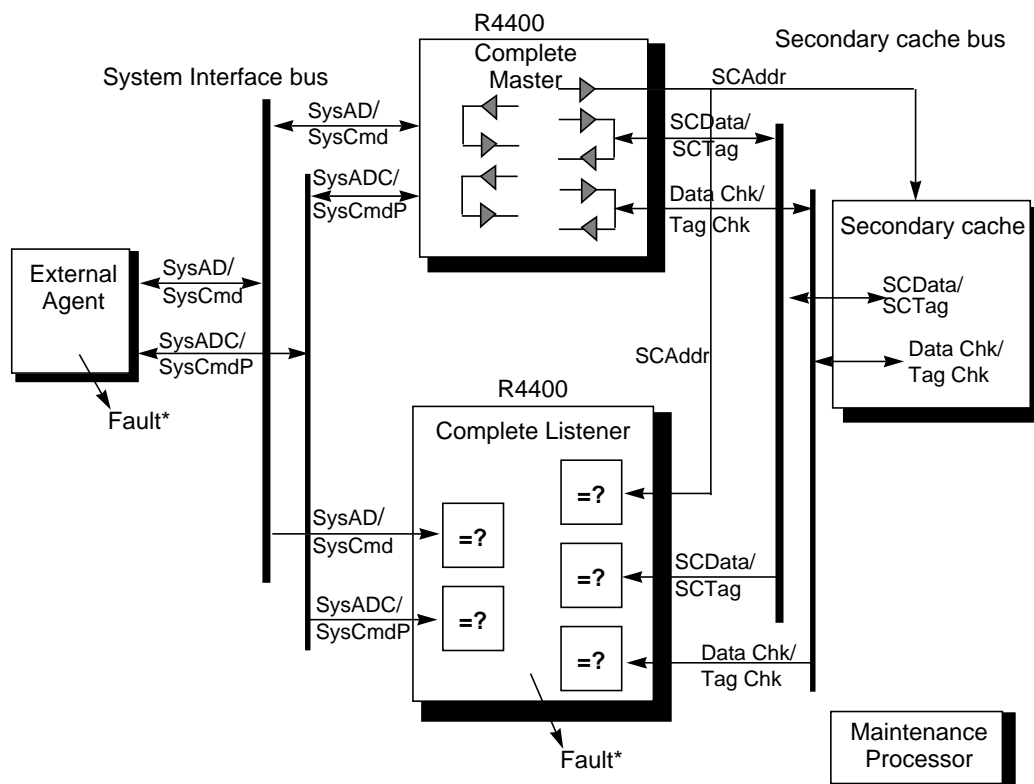 R4400
Complete
Master
Secondary cache bus
System Interface bus
SCAddr
SysAD/
SysCmd
SCData/
SCTag
SysADC/
SysCmdP
Data Chk/
Tag Chk
Secondary cache
External
Agent
SysAD/
SysCmd
SCData/
SCTag
SysADC/
SysCmdP
SCAddr
Data Chk/
Tag Chk
Fault*
R4400
Complete Listener
=?
SysAD/
SysCmd
=?
SCData/
SCTag
=?
SysADC/
SysCmdP
=?
Data Chk/
Tag Chk
=?
Fault*
Maintenance
Processor